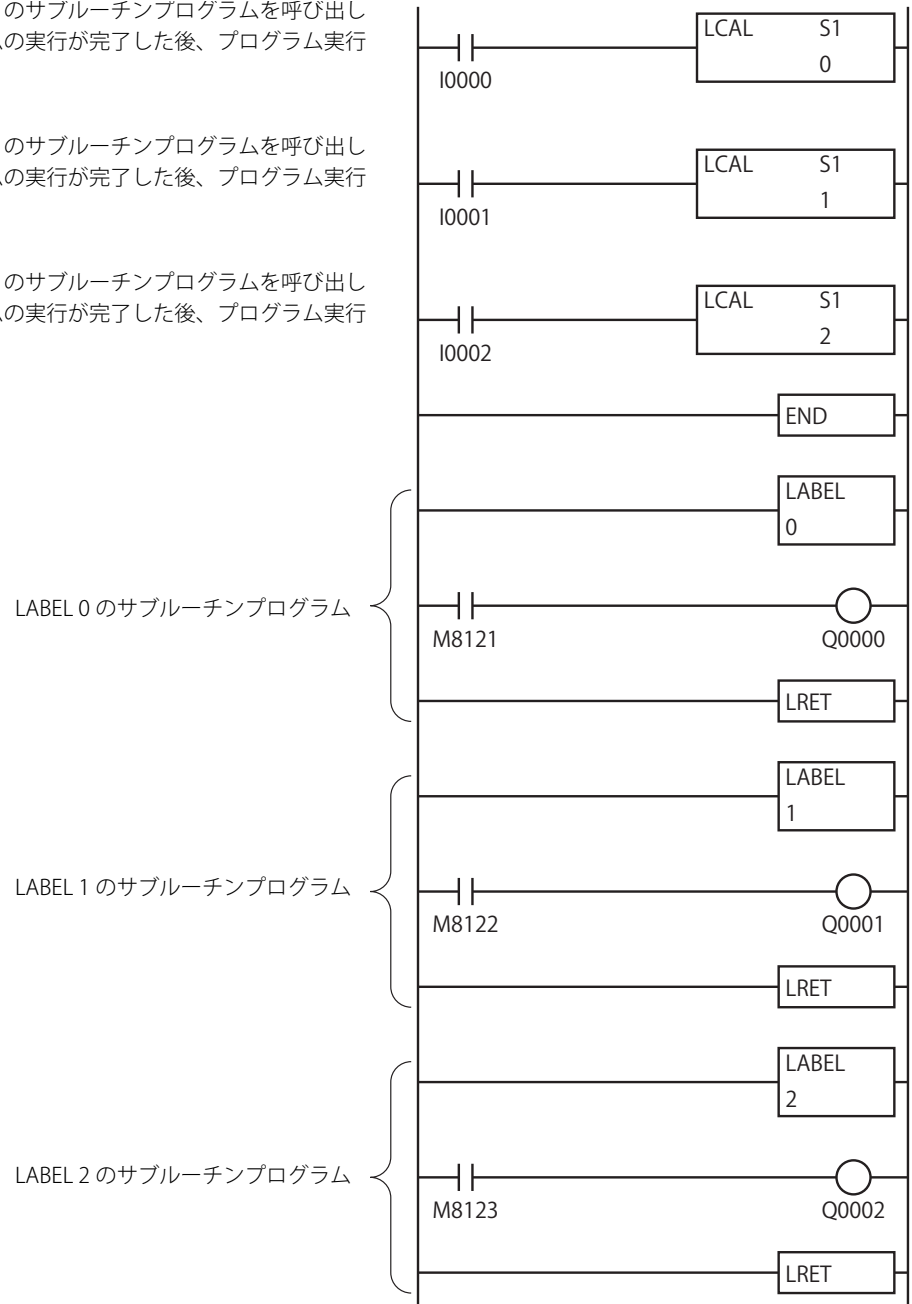 のサブルーチンプログラムを呼び出し
ムの実行が完了した後、プログラム実行
LCAL S1
0
I0000
のサブルーチンプログラムを呼び出し
ムの実行が完了した後、プログラム実行
LCAL S1
1
I0001
のサブルーチンプログラムを呼び出し
ムの実行が完了した後、プログラム実行
LCAL S1
2
I0002
END
LABEL
0
LABEL 0 のサブルーチンプログラム
M8121 Q0000
LRET
LABEL
1
LABEL 1 のサブルーチンプログラム
M8122 Q0001
LRET
LABEL
2
LABEL 2 のサブルーチンプログラム
M8123 Q0002
LRET